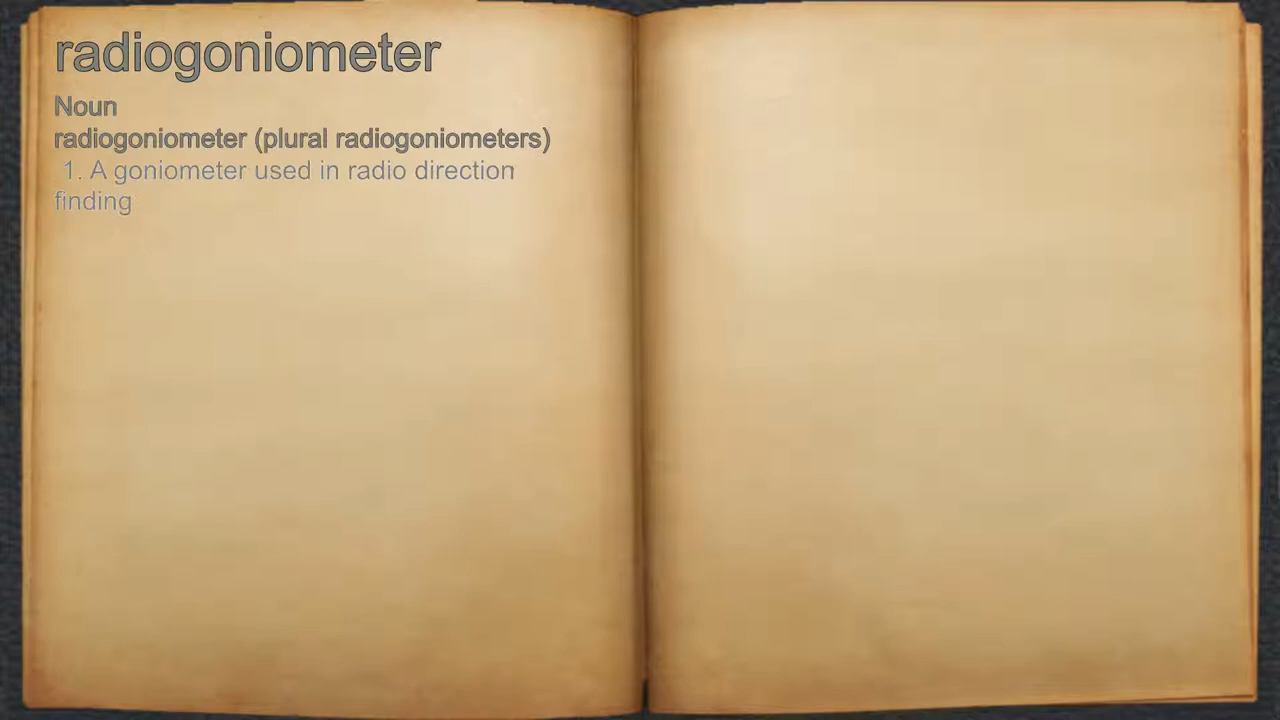 radiogoniometer
Noun
radiogoniometer (plural radiogoniometers)
1. A goniometer used in radio direction
finding